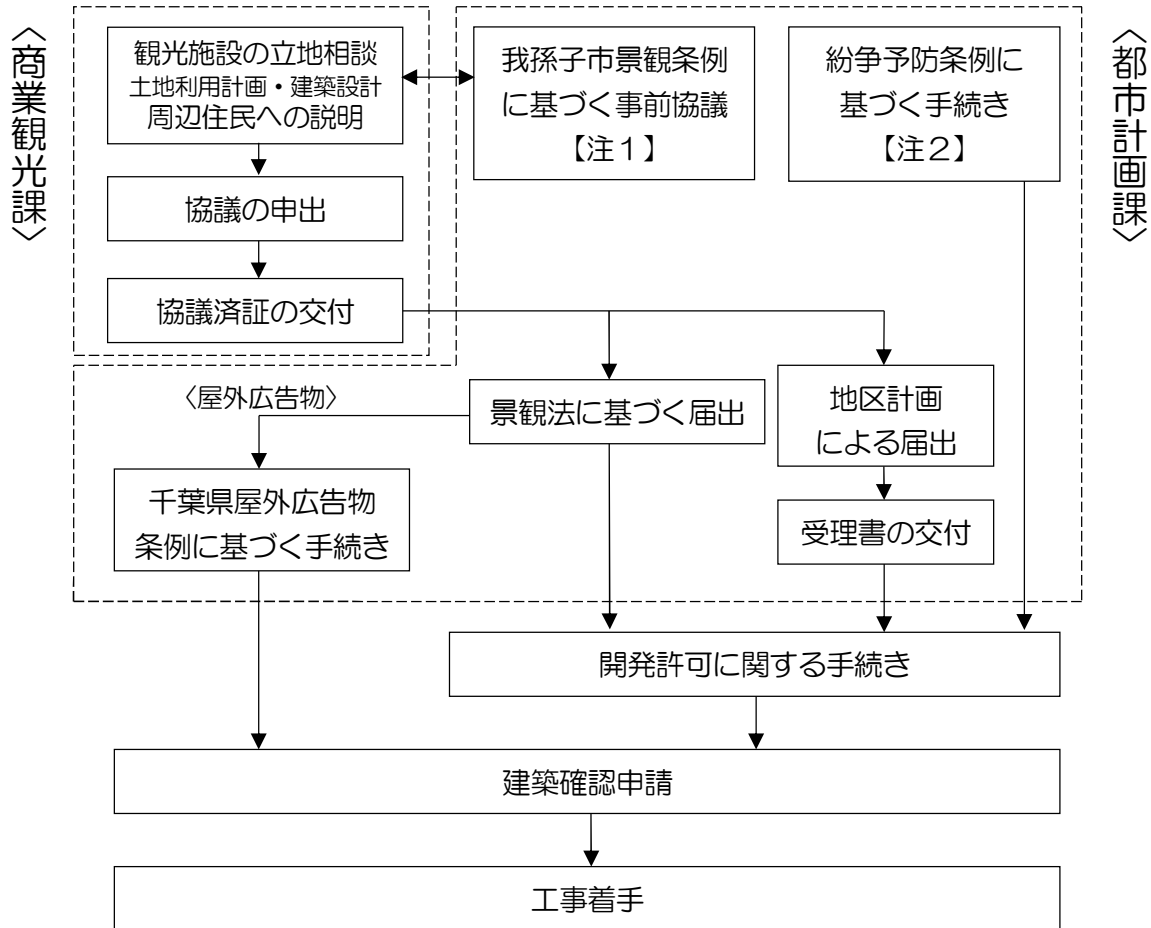 〈商業観光課〉
観光施設の立地相談
土地利用計画・建築設計
周辺住民への説明
我孫子市景観条例
に基づく事前協議
【注1】
紛争予防条例に
基づく手続き
【注2】
〈都市計画課〉
協議の申出
協議済証の交付
〈屋外広告物〉
景観法に基づく届出
地区計画
による届出
千葉県屋外広告物
条例に基づく手続き
受理書の交付
開発許可に関する手続き
建築確認申請
工事着手